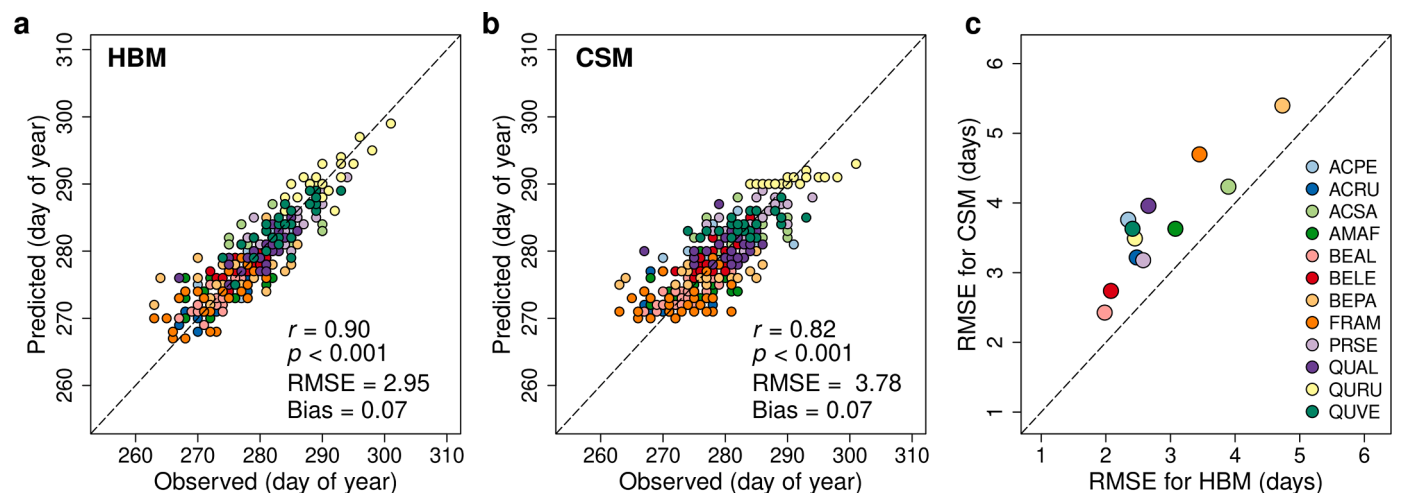 a
HBM
310
300
290
280
270
260
Predicted (day of year)
r = 0.90
p < 0.001
RMSE = 2.95
Bias = 0.07
260 270 280 290 300 310
Observed (day of year)
b
CSM
310
300
290
280
270
260
Predicted (day of year)
r = 0.82
p < 0.001
RMSE = 3.78
Bias = 0.07
260 270 280 290 300 310
Observed (day of year)
c
6
5
4
3
2
1
RMSE for CSM (days)
ACPE
ACRU
ACSA
AMAF
BEAL
BELE
BEPA
FRAM
PRSE
QUAL
QURU
QUVE
1 2 3 4 5 6
RMSE for HBM (days)